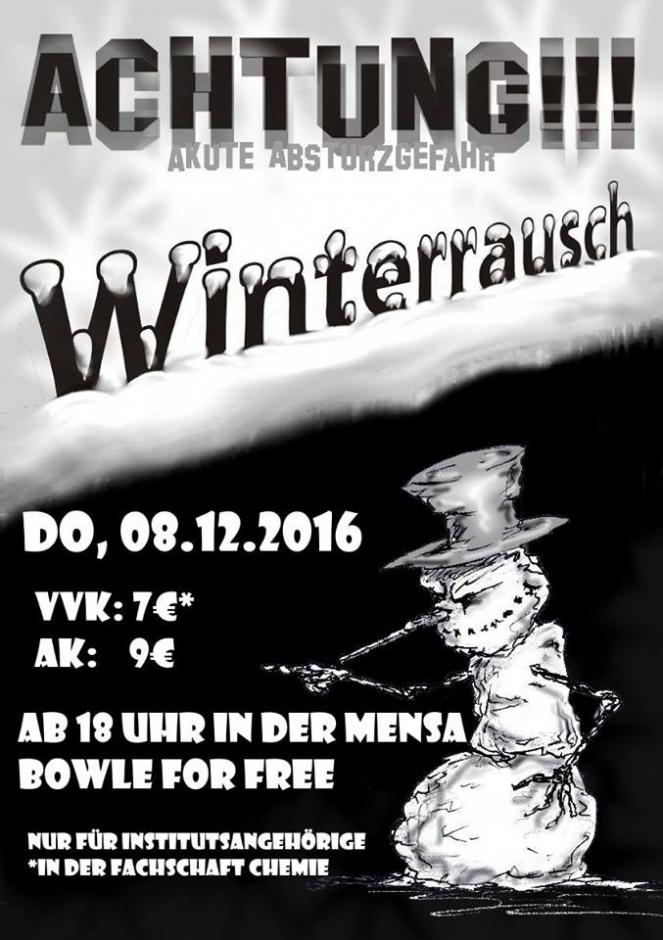 ACHTUNG!!!
AKUTE ABSTURZGEFAHR
Winterrausch
DO, 08.12.2016
VVK: 7€*
AK: 9€
AB 18 UHR IN DER MENSA
BOWLE FOR FREE
NUR FÜR INSTITUTSANGEHÖRIGE
*IN DER FACHSCHAFT CHEMIE